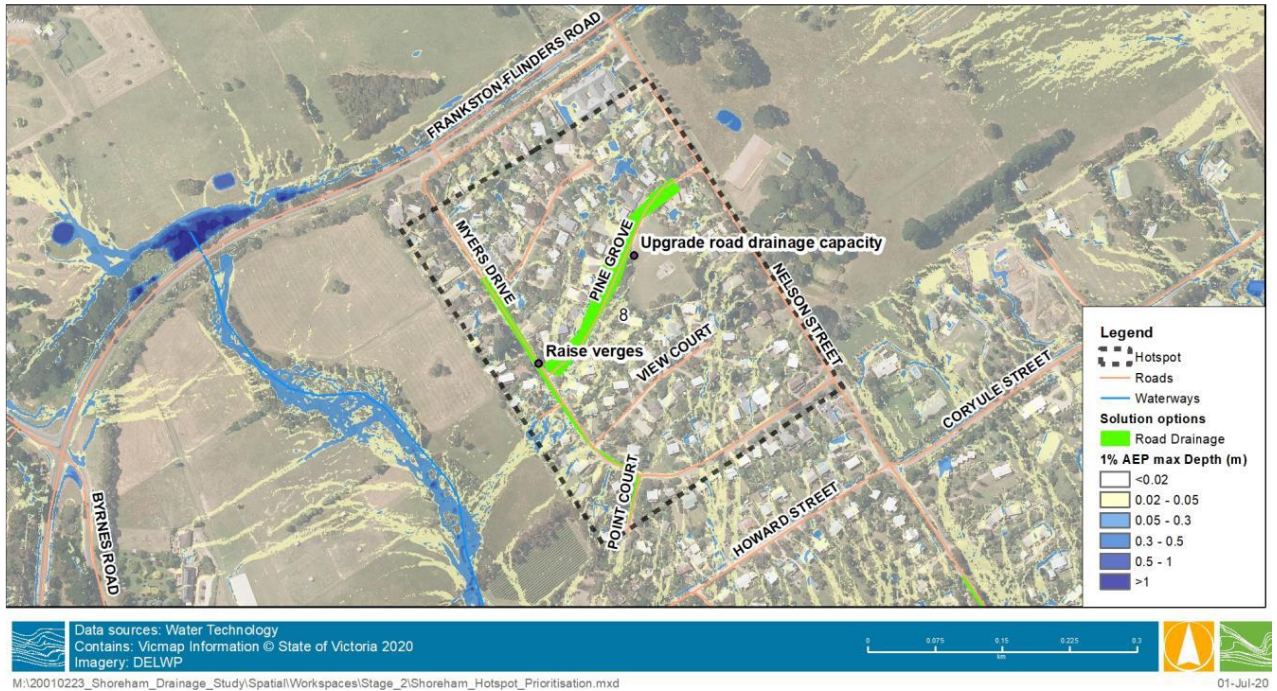 FRANKSTON-FLINDERS ROAD
MYERS DRIVE
PINE GROVE
Upgrade road drainage capacity
8
NELSON STREET
Raise verges
VIEW COURT
CORYULE STREET
POINT COURT
HOWARD STREET
BYRNES ROAD
Legend
Hotspot
Roads
Waterways
Solution options
Road Drainage
1% AEP max Depth (m)
<0.02
0.02 - 0.05
0.05 - 0.3
0.3 - 0.5
0.5 - 1
>1
Data sources: Water Technology
Contains: Vicmap Information © State of Victoria 2020
Imagery: DELWP
0 0.075 0.15 0.225 0.3
km
M:\20010223_Shoreham_Drainage_Study\Spatial\Workspaces\Stage_2\Shoreham_Hotspot_Prioritisation.mxd
01-Jul-20